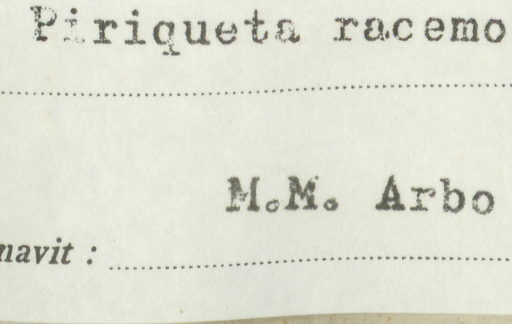 Piriqueta racemo
M.M. Arbo
navit :